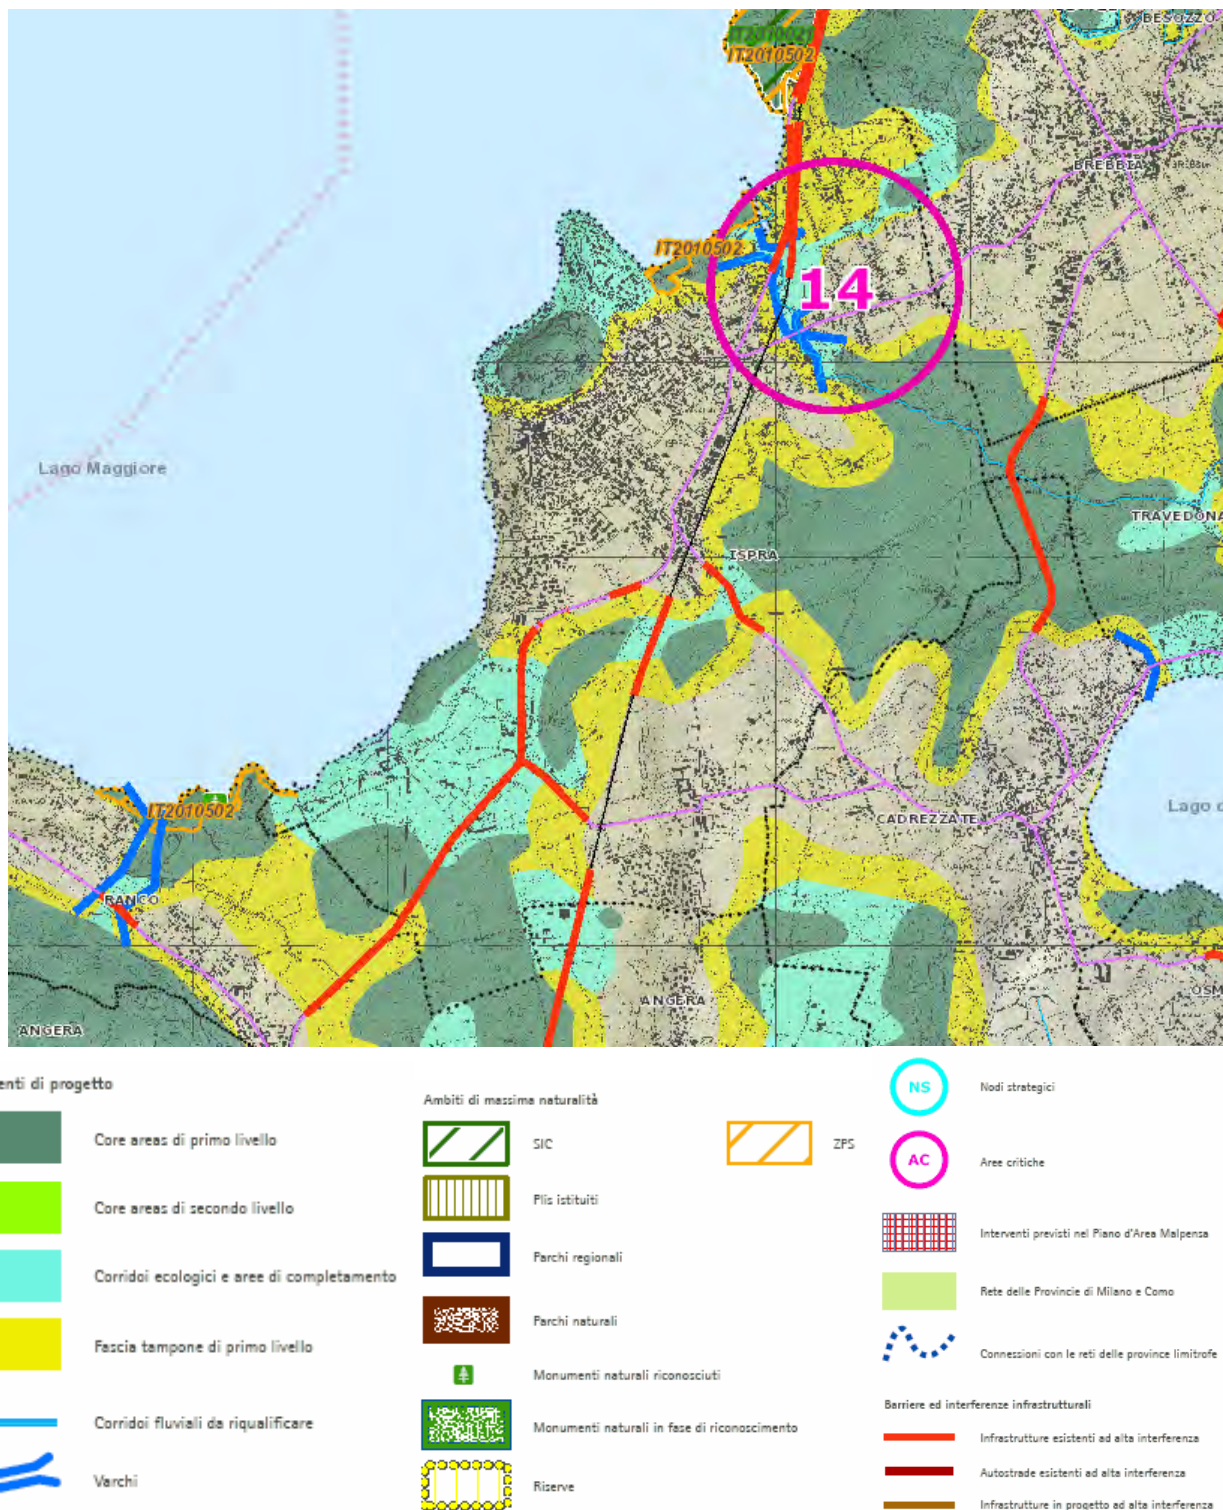 BESOZZO
IT2010021
IT2010502
BREBBIA
IT2010502
14
Lago Maggiore
TRAVEDONA
ISPRA
Lago d
IT2010502
CADREZZATE
RANCO
ANGERA
OSM
ANGERA
enti di progetto
Core areas di primo livello
Core areas di secondo livello
Corridoi ecologici e aree di completamento
Fascia tampone di primo livello
Corridoi fluviali da riqualificare
Varchi
Ambiti di massima naturalità
SIC
ZPS
Plis istituiti
Parchi regionali
Parchi naturali
Monumenti naturali riconosciuti
Monumenti naturali in fase di riconoscimento
Riserve
NS
Nodi strategici
AC
Aree critiche
Interventi previsti nel Piano d'Area Malpensa
Rete delle Provincie di Milano e Como
Connessioni con le reti delle province limitrofe
Barriere ed interferenze infrastrutturali
Infrastrutture esistenti ad alta interferenza
Autostrade esistenti ad alta interferenza
Infrastrutture in progetto ad alta interferenza